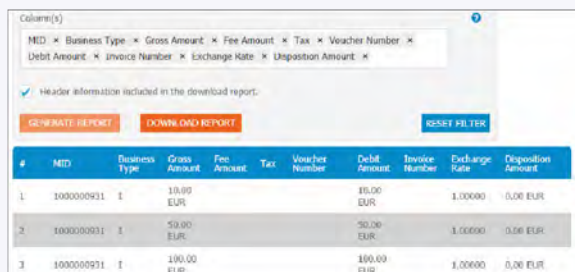 Column(s)
?
MID × Business Type × Gross Amount × Fee Amount × Tax × Voucher Number ×
Debit Amount × Invoice Number × Exchange Rate × Disposition Amount ×
Header information included in the download report.
GENERATE REPORT DOWNLOAD REPORT RESET FILTER
# MID Business Type Gross Amount Fee Amount Tax Voucher Number Debit Amount Invoice Number Exchange Rate Disposition Amount
1 1000000931 I 10.00 EUR 10.00 EUR 1.00000 0.00 EUR
2 1000000931 I 50.00 EUR 50.00 EUR 1.00000 0.00 EUR
3 1000000931 I 100.00 EUR 100.00 EUR 1.00000 0.00 EUR